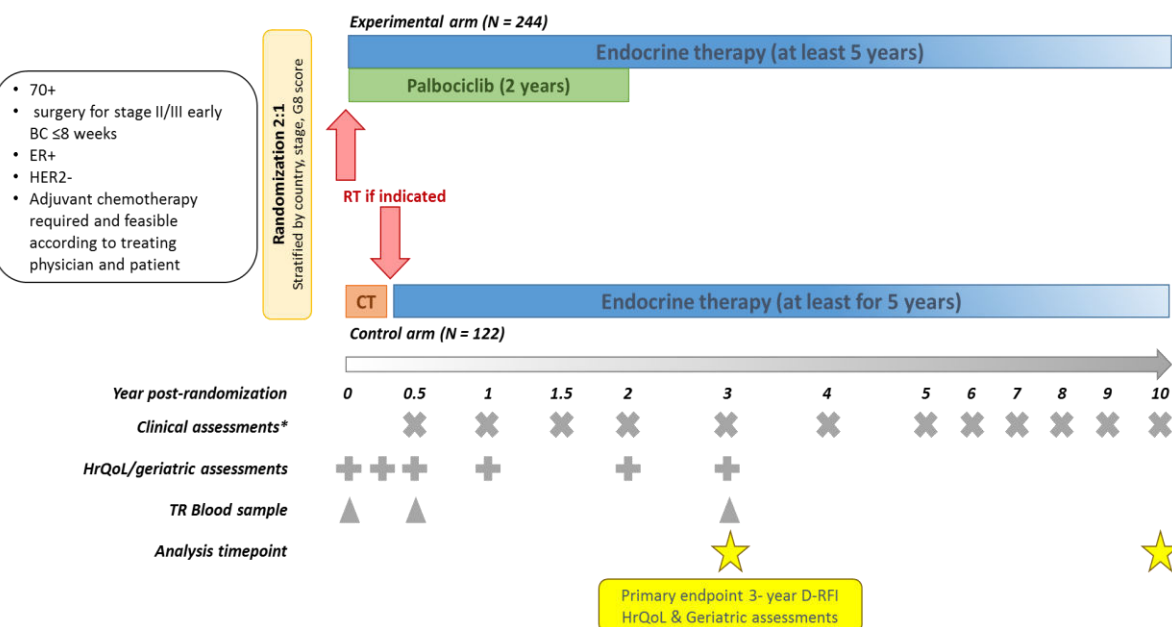 Experimental arm (N = 244)
Endocrine therapy (at least 5 years)
Palbociclib (2 years)
• 70+
• surgery for stage II/III early
BC ≤8 weeks
• ER+
• HER2-
• Adjuvant chemotherapy
required and feasible
according to treating
physician and patient
Randomization 2:1
Stratified by country, stage, G8 score
RT if indicated
CT
Endocrine therapy (at least for 5 years)
Control arm (N = 122)
Year post-randomization 0 0.5 1 1.5 2 3 4 5 6 7 8 9 10
Clinical assessments*
HrQoL/geriatric assessments
TR Blood sample
Analysis timepoint
Primary endpoint 3- year D-RFI
HrQoL & Geriatric assessments